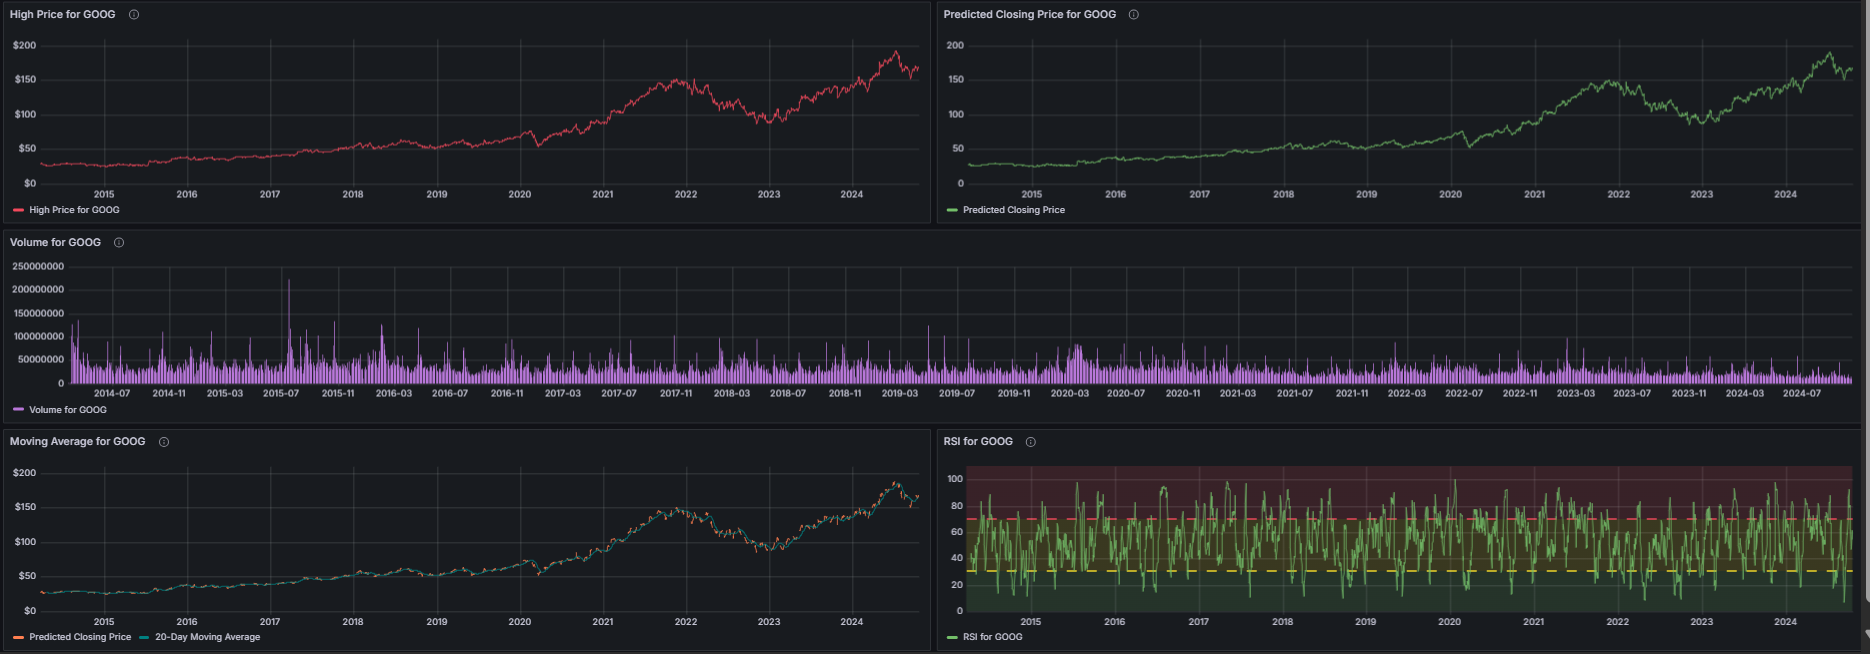 High Price for GOOG
$200
$150
$100
$50
$0
2015 2016 2017 2018 2019 2020 2021 2022 2023 2024
High Price for GOOG
Predicted Closing Price for GOOG
200
150
100
50
0
2015 2016 2017 2018 2019 2020 2021 2022 2023 2024
Predicted Closing Price
Volume for GOOG
250000000
200000000
150000000
100000000
50000000
0
2014-07 2014-11 2015-03 2015-07 2015-11 2016-03 2016-07 2016-11 2017-03 2017-07 2017-11 2018-03 2018-07 2018-11 2019-03 2019-07 2019-11 2020-03 2020-07 2020-11 2021-03 2021-07 2021-11 2022-03 2022-07 2022-11 2023-03 2023-07 2023-11 2024-03 2024-07
Volume for GOOG
Moving Average for GOOG
$200
$150
$100
$50
$0
2015 2016 2017 2018 2019 2020 2021 2022 2023 2024
Predicted Closing Price 20-Day Moving Average
RSI for GOOG
100
80
60
40
20
0
2015 2016 2017 2018 2019 2020 2021 2022 2023 2024
RSI for GOOG